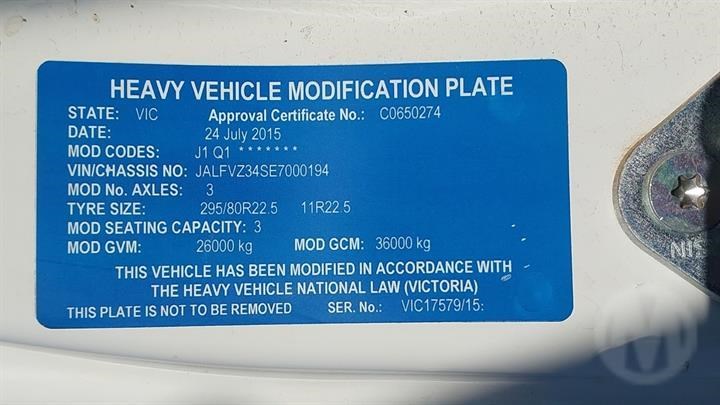 HEAVY VEHICLE MODIFICATION PLATE
STATE: VIC Approval Certificate No.: C0650274
DATE: 24 July 2015
MOD CODES: J1 Q1 * * * * * * *
VIN/CHASSIS NO: JALFVZ34SE7000194
MOD No. AXLES: 3
TYRE SIZE: 295/80R22.5 11R22.5
MOD SEATING CAPACITY: 3
MOD GVM: 26000 kg MOD GCM: 36000 kg
THIS VEHICLE HAS BEEN MODIFIED IN ACCORDANCE WITH
THE HEAVY VEHICLE NATIONAL LAW (VICTORIA)
THIS PLATE IS NOT TO BE REMOVED SER. No.: VIC17579/15: